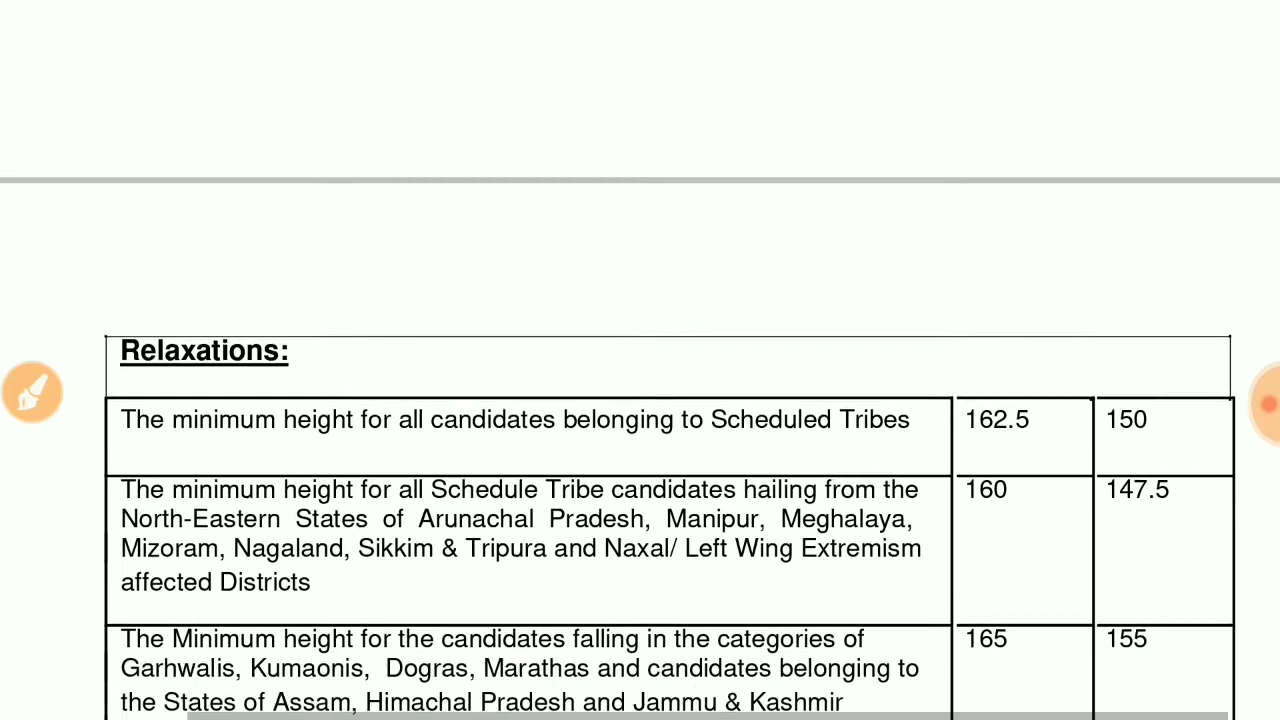 Relaxations:
The minimum height for all candidates belonging to Scheduled Tribes 162.5 150
The minimum height for all Schedule Tribe candidates hailing from the 160 147.5
North-Eastern States of Arunachal Pradesh, Manipur, Meghalaya,
Mizoram, Nagaland, Sikkim & Tripura and Naxal/ Left Wing Extremism
affected Districts
The Minimum height for the candidates falling in the categories of 165 155
Garhwalis, Kumaonis, Dogras, Marathas and candidates belonging to
the States of Assam, Himachal Pradesh and Jammu & Kashmir